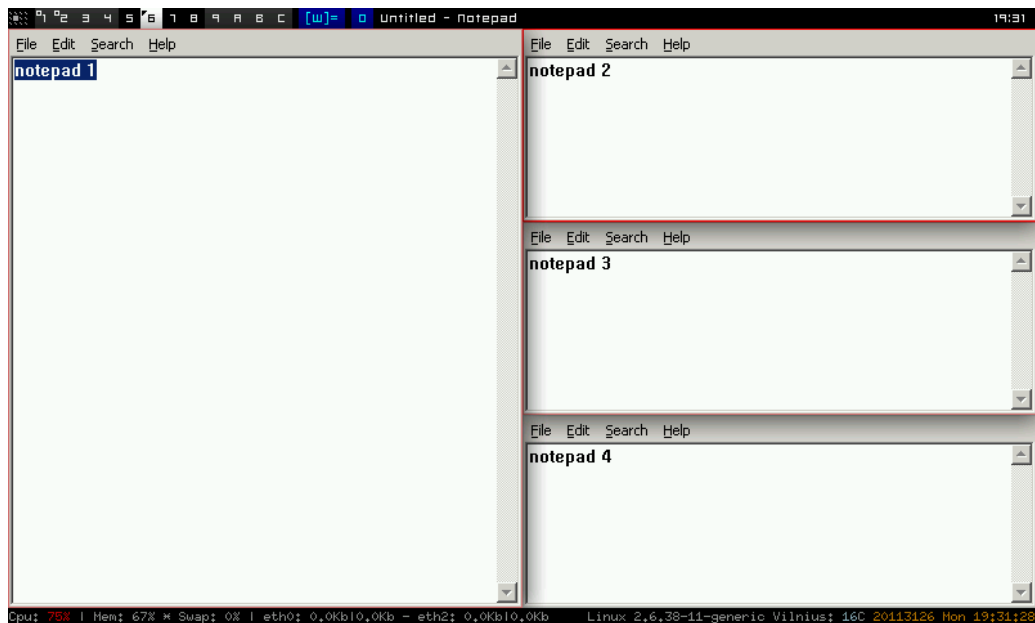 1 2 3 4 5 6 7 8 9 A B C [W]= 0 Untitled - Notepad 19:31
File Edit Search Help
notepad 1
File Edit Search Help
notepad 2
File Edit Search Help
notepad 3
File Edit Search Help
notepad 4
Cpu: 75% | Mem: 67% * Swap: 0% | eth0: 0.0Kb|0.0Kb - eth2: 0.0Kb|0.0Kb Linux 2.6.38-11-generic Vilnius: 16C 20113126 Mon 19:31:28